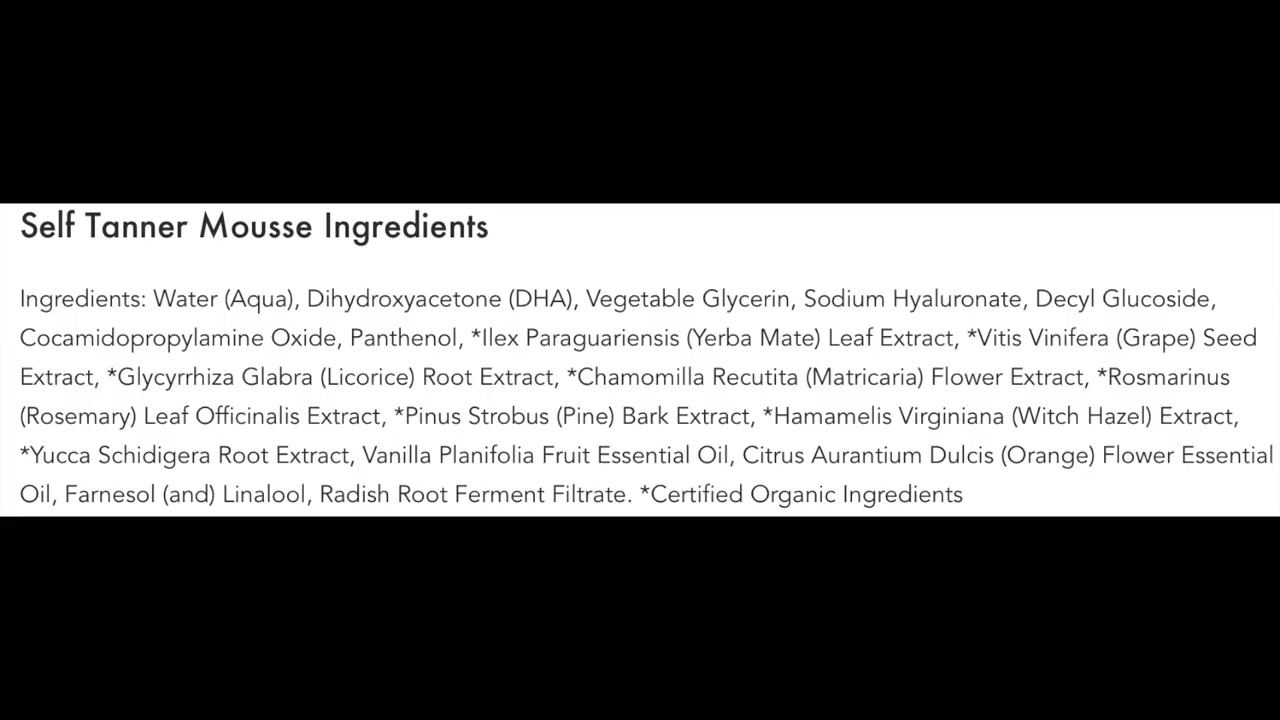 Self Tanner Mousse Ingredients
Ingredients: Water (Aqua), Dihydroxyacetone (DHA), Vegetable Glycerin, Sodium Hyaluronate, Decyl Glucoside,
Cocamidopropylamine Oxide, Panthenol, *Ilex Paraguariensis (Yerba Mate) Leaf Extract, *Vitis Vinifera (Grape) Seed
Extract, *Glycyrrhiza Glabra (Licorice) Root Extract, *Chamomilla Recutita (Matricaria) Flower Extract, *Rosmarinus
(Rosemary) Leaf Officinalis Extract, *Pinus Strobus (Pine) Bark Extract, *Hamamelis Virginiana (Witch Hazel) Extract,
*Yucca Schidigera Root Extract, Vanilla Planifolia Fruit Essential Oil, Citrus Aurantium Dulcis (Orange) Flower Essential
Oil, Farnesol (and) Linalool, Radish Root Ferment Filtrate. *Certified Organic Ingredients